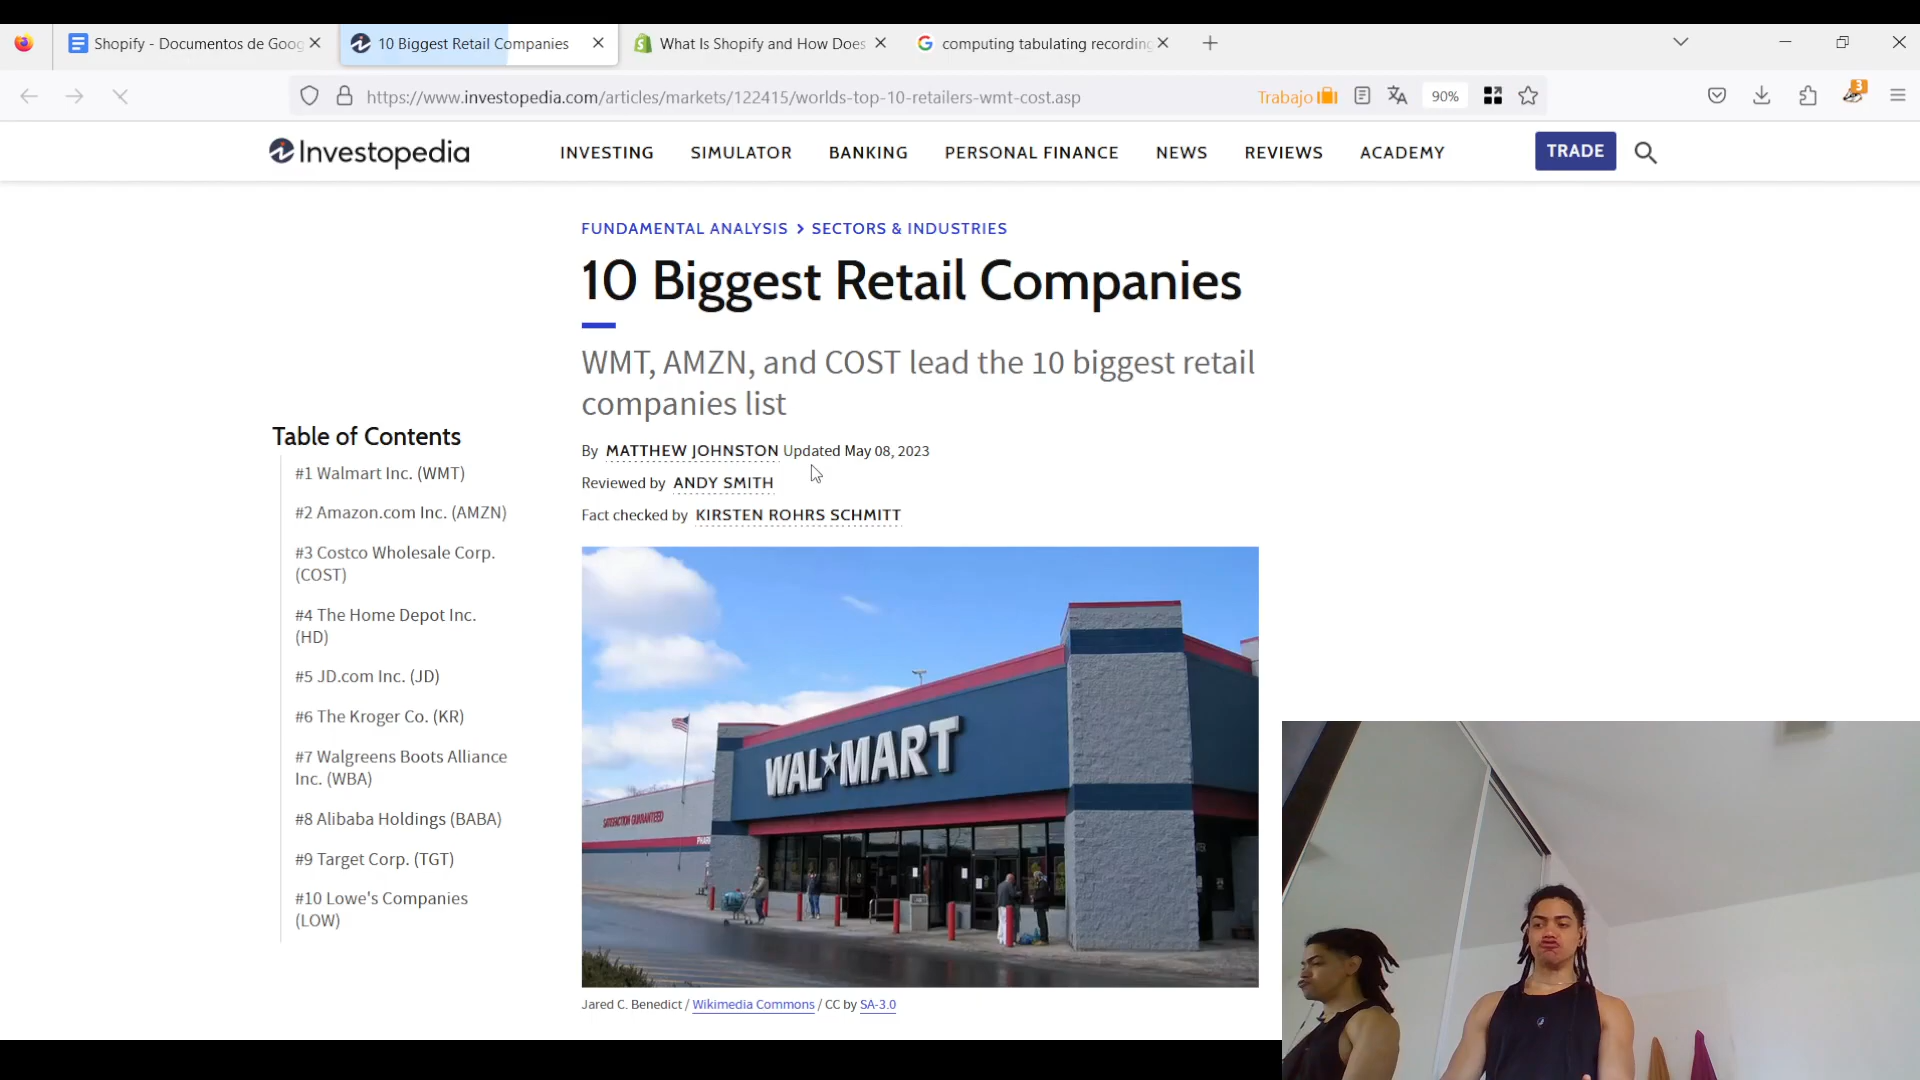 Shopify - Documentos de Goog
10 Biggest Retail Companies
What Is Shopify and How Does
computing tabulating recording
https://www.investopedia.com/articles/markets/122415/worlds-top-10-retailers-wmt-cost.asp
Trabajo
90%
3
Investopedia
INVESTING
SIMULATOR
BANKING
PERSONAL FINANCE
NEWS
REVIEWS
ACADEMY
TRADE
FUNDAMENTAL ANALYSIS > SECTORS & INDUSTRIES
10 Biggest Retail Companies
WMT, AMZN, and COST lead the 10 biggest retail
companies list
By MATTHEW JOHNSTON Updated May 08, 2023
Reviewed by ANDY SMITH
Fact checked by KIRSTEN ROHRS SCHMITT
Table of Contents
#1 Walmart Inc. (WMT)
#2 Amazon.com Inc. (AMZN)
#3 Costco Wholesale Corp.
(COST)
#4 The Home Depot Inc.
(HD)
#5 JD.com Inc. (JD)
#6 The Kroger Co. (KR)
#7 Walgreens Boots Alliance
Inc. (WBA)
#8 Alibaba Holdings (BABA)
#9 Target Corp. (TGT)
#10 Lowe's Companies
(LOW)
WAL★MART
SATISFACTION GUARANTEED
PHAR
Jared C. Benedict / Wikimedia Commons / CC by SA-3.0